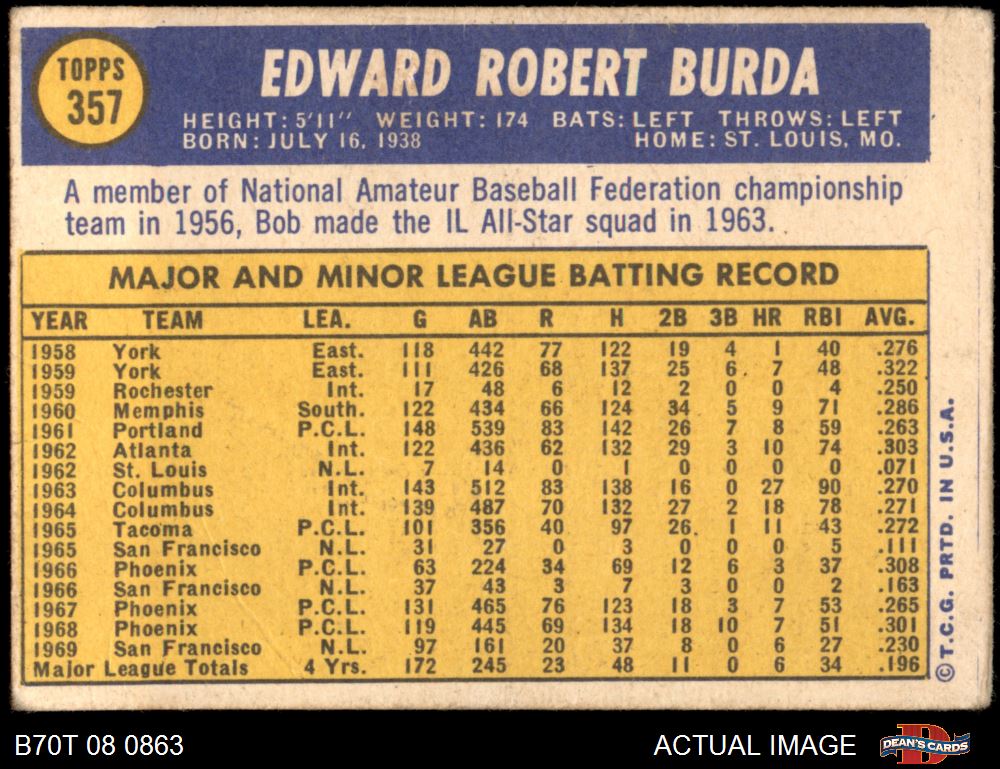 TOPPS
357
EDWARD ROBERT BURDA
HEIGHT: 5'11" WEIGHT: 174 BATS: LEFT THROWS: LEFT
BORN: JULY 16, 1938 HOME: ST. LOUIS, MO.
A member of National Amateur Baseball Federation championship
team in 1956, Bob made the IL All-Star squad in 1963.
MAJOR AND MINOR LEAGUE BATTING RECORD
YEAR TEAM LEA. G AB R H 2B 3B HR RBI AVG.
1958 York East. 118 442 77 122 19 4 1 40 .276
1959 York East. 111 426 68 137 25 6 7 48 .322
1959 Rochester Int. 17 48 6 12 2 0 0 4 .250
1960 Memphis South. 122 434 66 124 34 5 9 71 .286
1961 Portland P.C.L. 148 539 83 142 26 7 8 59 .263
1962 Atlanta Int. 122 436 62 132 29 3 10 74 .303
1962 St. Louis N.L. 7 14 0 1 0 0 0 0 .071
1963 Columbus Int. 143 512 83 138 16 0 27 90 .270
1964 Columbus Int. 139 487 70 132 27 2 18 78 .271
1965 Tacoma P.C.L. 101 356 40 97 26 1 11 43 .272
1965 San Francisco N.L. 31 27 0 3 0 0 0 5 .111
1966 Phoenix P.C.L. 63 224 34 69 12 6 3 37 .308
1966 San Francisco N.L. 37 43 3 7 3 0 0 2 .163
1967 Phoenix P.C.L. 131 465 76 123 18 3 7 53 .265
1968 Phoenix P.C.L. 119 445 69 134 18 10 7 51 .301
1969 San Francisco N.L. 97 161 20 37 8 0 6 27 .230
Major League Totals 4 Yrs. 172 245 23 48 11 0 6 34 .196
© T.C.G. PRTD. IN U.S.A.
B70T 08 0863
ACTUAL IMAGE
DEAN'S CARDS